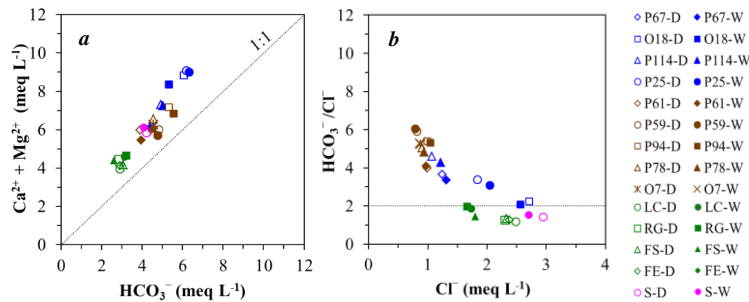 a
1:1
12
10
8
6
4
2
0
0 2 4 6 8 10 12
Ca²⁺ + Mg²⁺ (meq L⁻¹)
HCO₃⁻ (meq L⁻¹)
b
12
10
8
6
4
2
0
0 1 2 3 4
HCO₃⁻/Cl⁻
Cl⁻ (meq L⁻¹)
P67-D P67-W
O18-D O18-W
P114-D P114-W
P25-D P25-W
P61-D P61-W
P59-D P59-W
P94-D P94-W
P78-D P78-W
O7-D O7-W
LC-D LC-W
RG-D RG-W
FS-D FS-W
FE-D FE-W
S-D S-W